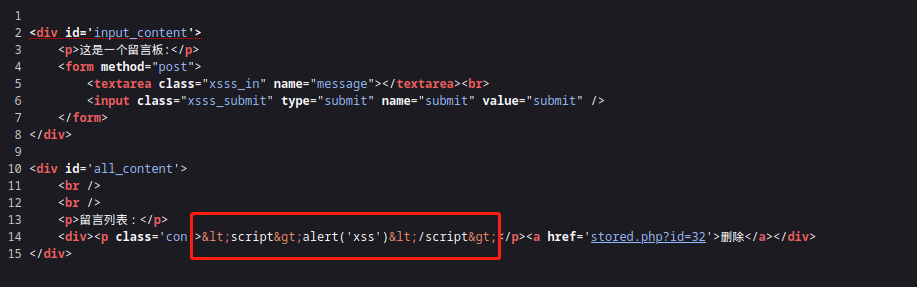 1
2 <div id='input_content'>
3 <p>这是一个留言板:</p>
4 <form method="post">
5 <textarea class="xsss_in" name="message"></textarea><br>
6 <input class="xsss_submit" type="submit" name="submit" value="submit" />
7 </form>
8 </div>
9
10 <div id='all_content'>
11 <br />
12 <br />
13 <p>留言列表：</p>
14 <div><p class='con >&lt;script&gt;alert('xss')&lt;/script&gt;</p><a href='stored.php?id=32'>删除</a></div>
15 </div>